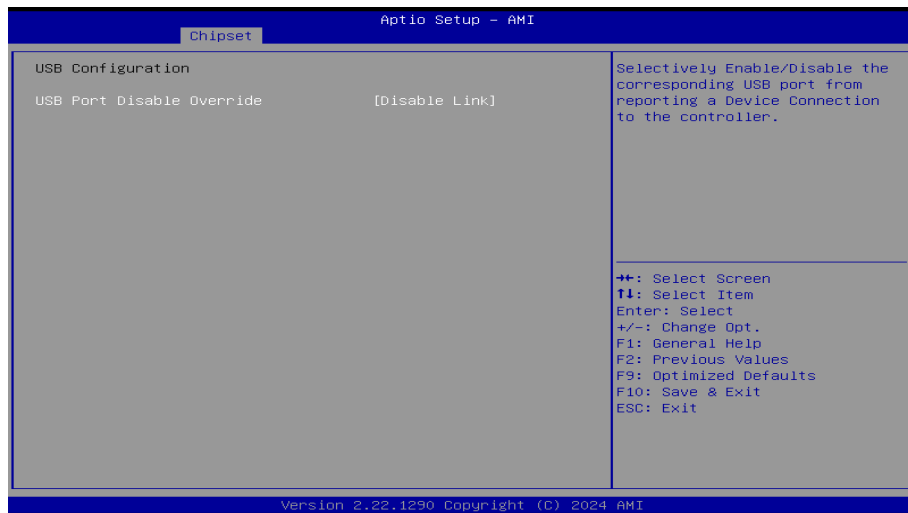 Aptio Setup – AMI
Chipset
USB Configuration
USB Port Disable Override [Disable Link]
Selectively Enable/Disable the
corresponding USB port from
reporting a Device Connection
to the controller.
→←: Select Screen
↑↓: Select Item
Enter: Select
+/-: Change Opt.
F1: General Help
F2: Previous Values
F9: Optimized Defaults
F10: Save & Exit
ESC: Exit
Version 2.22.1290 Copyright (C) 2024 AMI